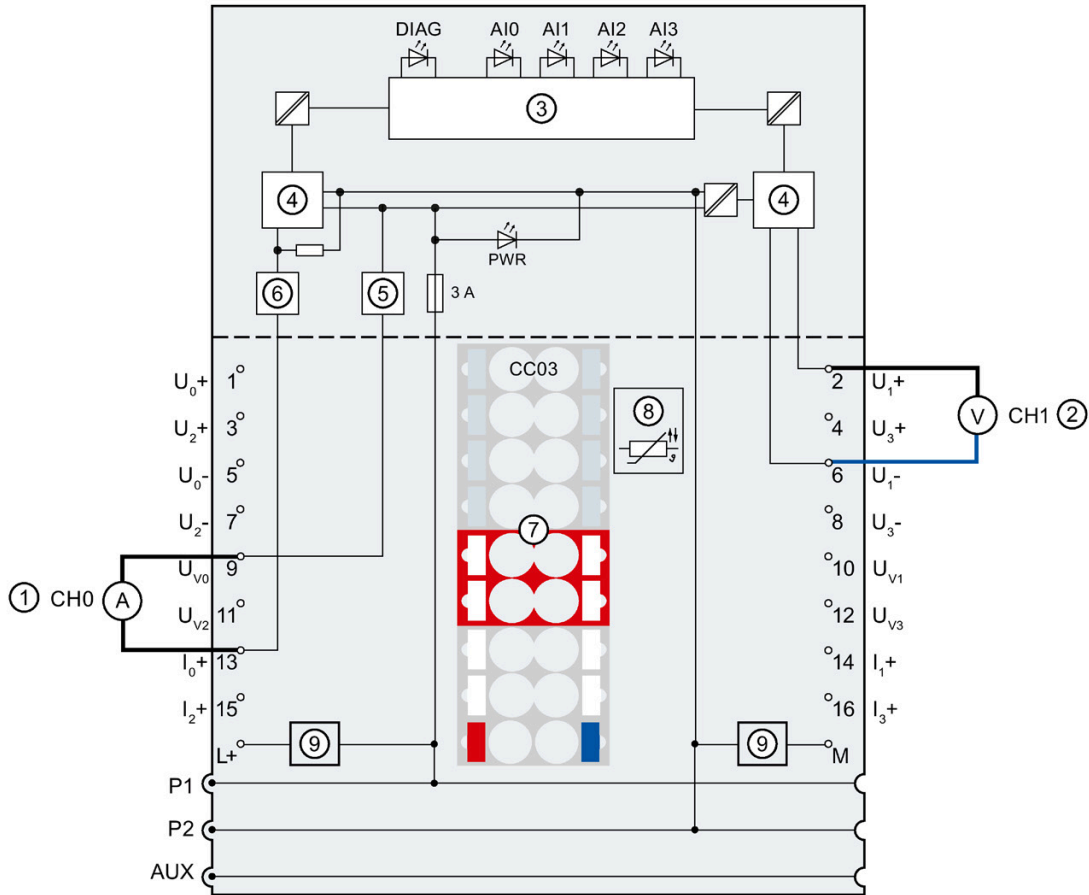 DIAG AI0 AI1 AI2 AI3
3
4 4
PWR
6 5 3 A
CC03
U0+ 1 2 U1+
8
1 CH0 A V CH1 2
U2+ 3 4 U3+
U0- 5 6 U1-
U2- 7 7 8 U3-
UV0 9 10 UV1
UV2 11 12 UV3
I0+ 13 14 I1+
I2+ 15 16 I3+
L+ 9 9 M
P1
P2
AUX